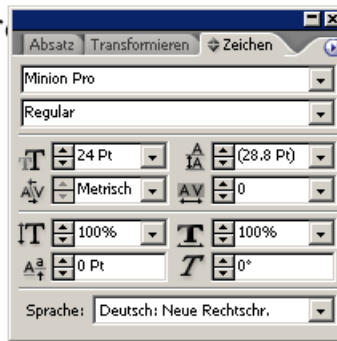 Absatz Transformieren Zeichen
Minion Pro
Regular
24 Pt (28,8 Pt)
Metrisch 0
100% 100%
0 Pt 0°
Sprache: Deutsch: Neue Rechtschr.